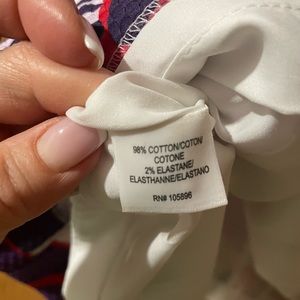 98% COTTON/COTON/
COTONE
2% ELASTANE/
ELASTHANNE/ELASTANO
RN# 105896